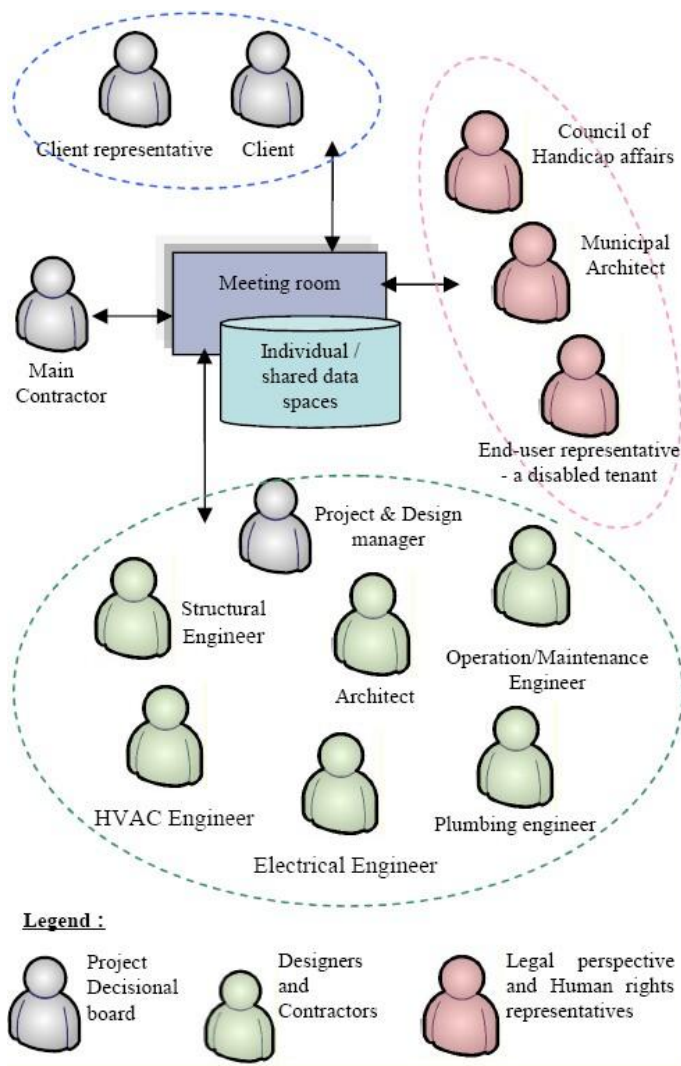 Client representative
Client
Council of
Handicap affairs
Municipal
Architect
Meeting room
Individual /
shared data
spaces
Main
Contractor
End-user representative
- a disabled tenant
Project & Design
manager
Structural
Engineer
Architect
Operation/Maintenance
Engineer
HVAC Engineer
Electrical Engineer
Plumbing engineer
Legend :
Project
Decisional
board
Designers
and
Contractors
Legal perspective
and Human rights
representatives